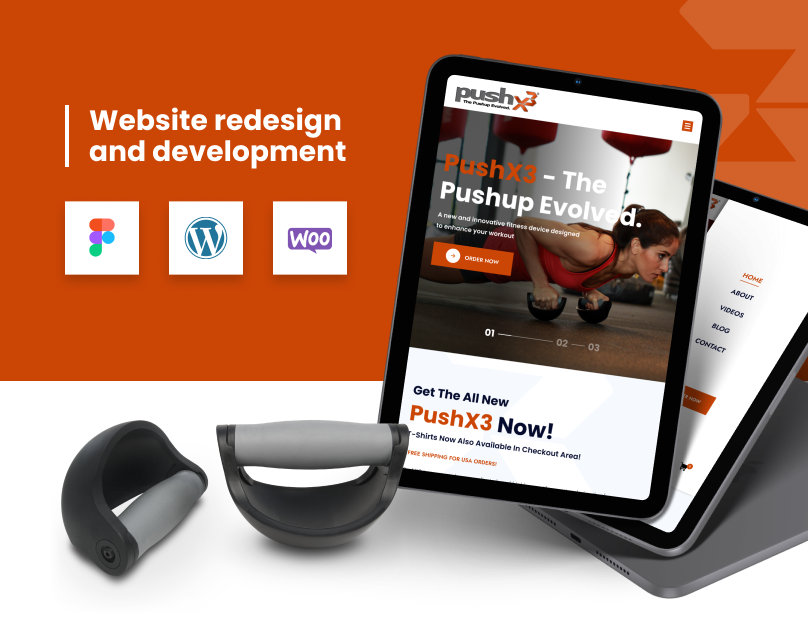 Website redesign
and development
Woo
pushX3
The Pushup Evolved.
PushX3 – The
Pushup Evolved.
A new and innovative fitness device designed
to enhance your workout
ORDER NOW
01
02
03
Get The All New
PushX3 Now!
T-Shirts Now Also Available In Checkout Area!
FREE SHIPPING FOR USA ORDERS!
HOME
ABOUT
VIDEOS
BLOG
CONTACT
NOW